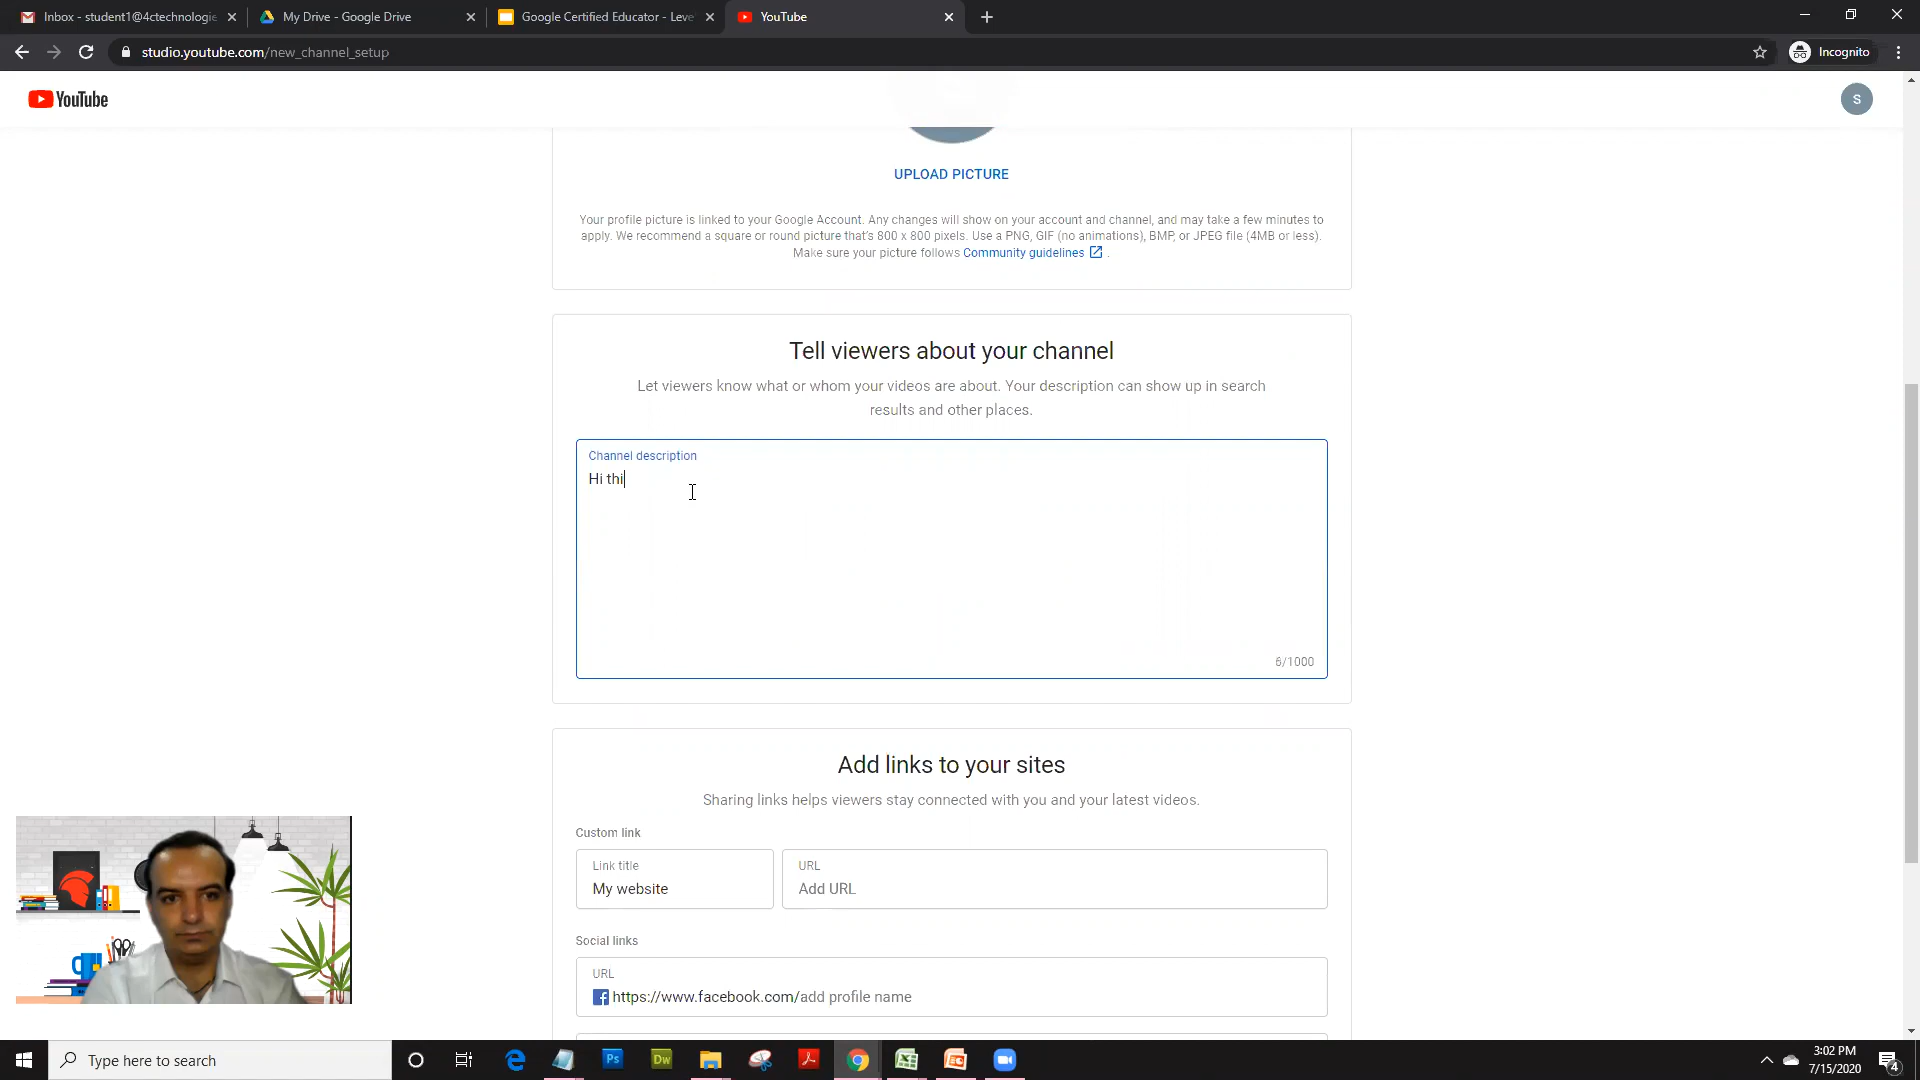 Inbox - student1@4ctechnologie
My Drive - Google Drive
Google Certified Educator - Leve
YouTube
studio.youtube.com/new_channel_setup
Incognito
YouTube
S
UPLOAD PICTURE
Your profile picture is linked to your Google Account. Any changes will show on your account and channel, and may take a few minutes to
apply. We recommend a square or round picture that's 800 x 800 pixels. Use a PNG, GIF (no animations), BMP, or JPEG file (4MB or less).
Make sure your picture follows Community guidelines .
Tell viewers about your channel
Let viewers know what or whom your videos are about. Your description can show up in search
results and other places.
Channel description
Hi thi
6/1000
Add links to your sites
Sharing links helps viewers stay connected with you and your latest videos.
Custom link
Link title
My website
URL
Add URL
Social links
URL
https://www.facebook.com/add profile name
Type here to search
Ps
Dw
3:02 PM
7/15/2020
4